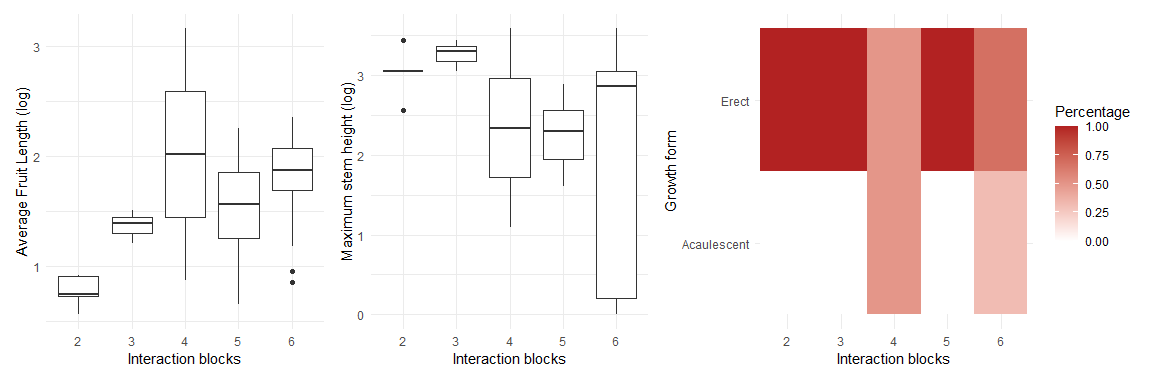 Average Fruit Length (log)
3
2
1
2 3 4 5 6
Interaction blocks
Maximum stem height (log)
3
2
1
0
2 3 4 5 6
Interaction blocks
Growth form
Erect
Acaulescent
2 3 4 5 6
Interaction blocks
Percentage
1.00
0.75
0.50
0.25
0.00